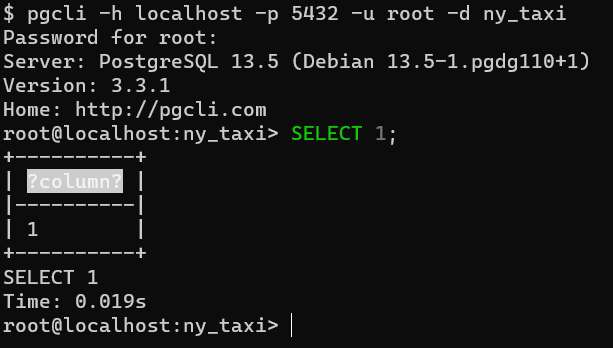 $ pgcli -h localhost -p 5432 -u root -d ny_taxi
Password for root:
Server: PostgreSQL 13.5 (Debian 13.5-1.pgdg110+1)
Version: 3.3.1
Home: http://pgcli.com
root@localhost:ny_taxi> SELECT 1;
+----------+
| ?column? |
|----------|
| 1        |
+----------+
SELECT 1
Time: 0.019s
root@localhost:ny_taxi>